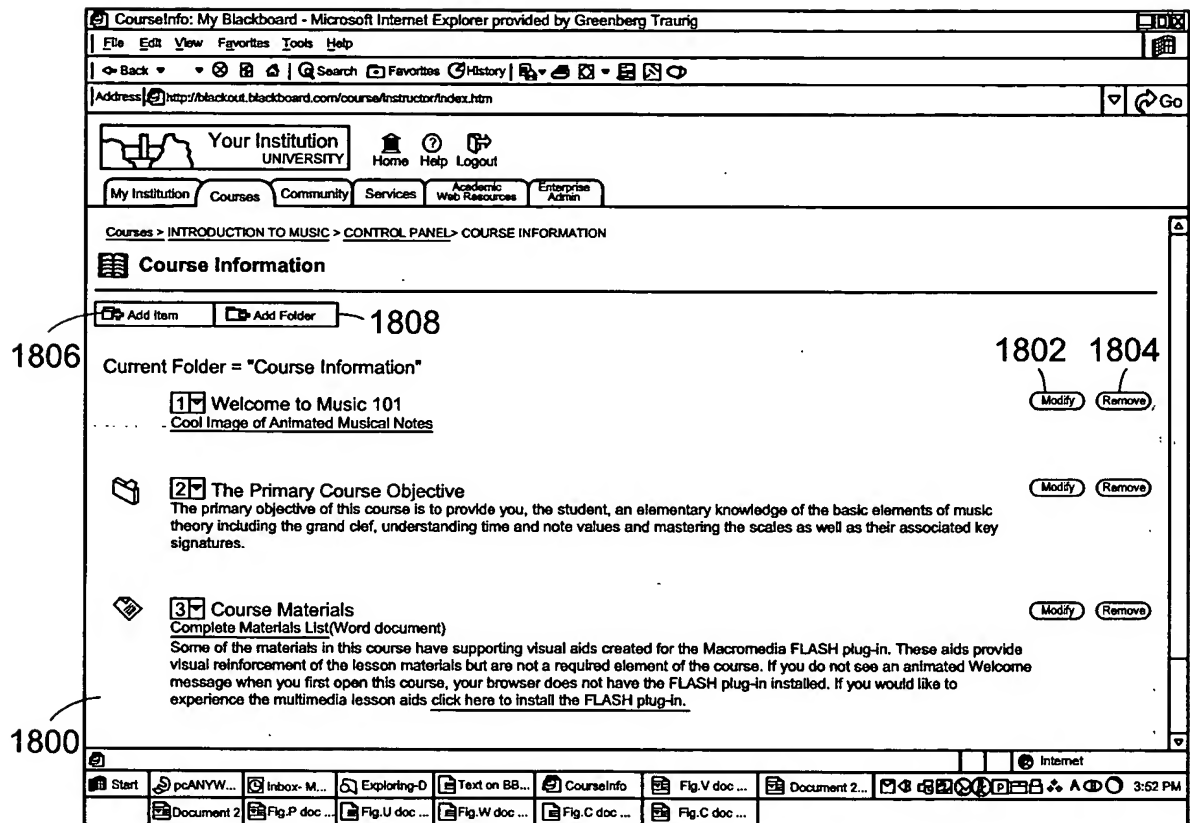 CourseInfo: My Blackboard - Microsoft Internet Explorer provided by Greenberg Traurig
File Edit View Favorites Tools Help
Back Search Favorites History
Address http://blackout.blackboard.com/course/instructor/index.htm Go
Your Institution
UNIVERSITY
Home Help Logout
My Institution Courses Community Services Academic Web Resources Enterprise Admin
Courses > INTRODUCTION TO MUSIC > CONTROL PANEL> COURSE INFORMATION
Course Information
Add Item Add Folder 1808
1806
1802 1804
Current Folder = "Course Information"
1 Welcome to Music 101 Modify Remove
Cool Image of Animated Musical Notes
2 The Primary Course Objective Modify Remove
The primary objective of this course is to provide you, the student, an elementary knowledge of the basic elements of music
theory including the grand clef, understanding time and note values and mastering the scales as well as their associated key
signatures.
3 Course Materials Modify Remove
Complete Materials List(Word document)
Some of the materials in this course have supporting visual aids created for the Macromedia FLASH plug-in. These aids provide
visual reinforcement of the lesson materials but are not a required element of the course. If you do not see an animated Welcome
message when you first open this course, your browser does not have the FLASH plug-in installed. If you would like to
experience the multimedia lesson aids click here to install the FLASH plug-in.
1800
Internet
Start pcANYW... Inbox- M... Exploring-D Text on BB... CourseInfo Fig.V doc ... Document 2... 3:52 PM
Document 2 Fig.P doc ... Fig.U doc ... Fig.W doc ... Fig.C doc ... Fig.C doc ...